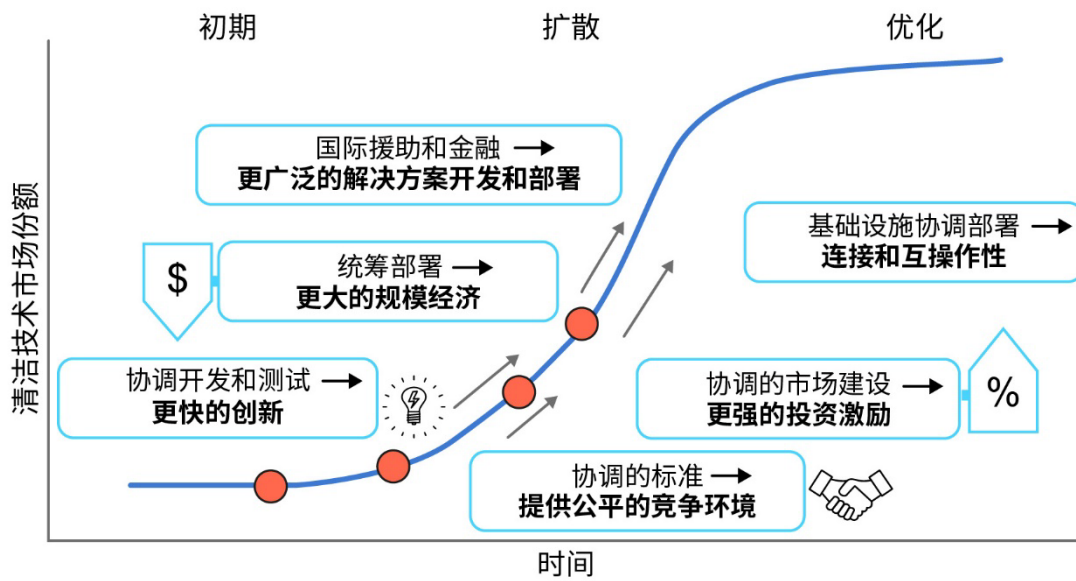 初期
扩散
优化
国际援助和金融
更广泛的解决方案开发和部署
统筹部署
更大的规模经济
$
基础设施协调部署
连接和互操作性
协调开发和测试
更快的创新
协调的市场建设
更强的投资激励
%
协调的标准
提供公平的竞争环境
清洁技术市场份额
时间